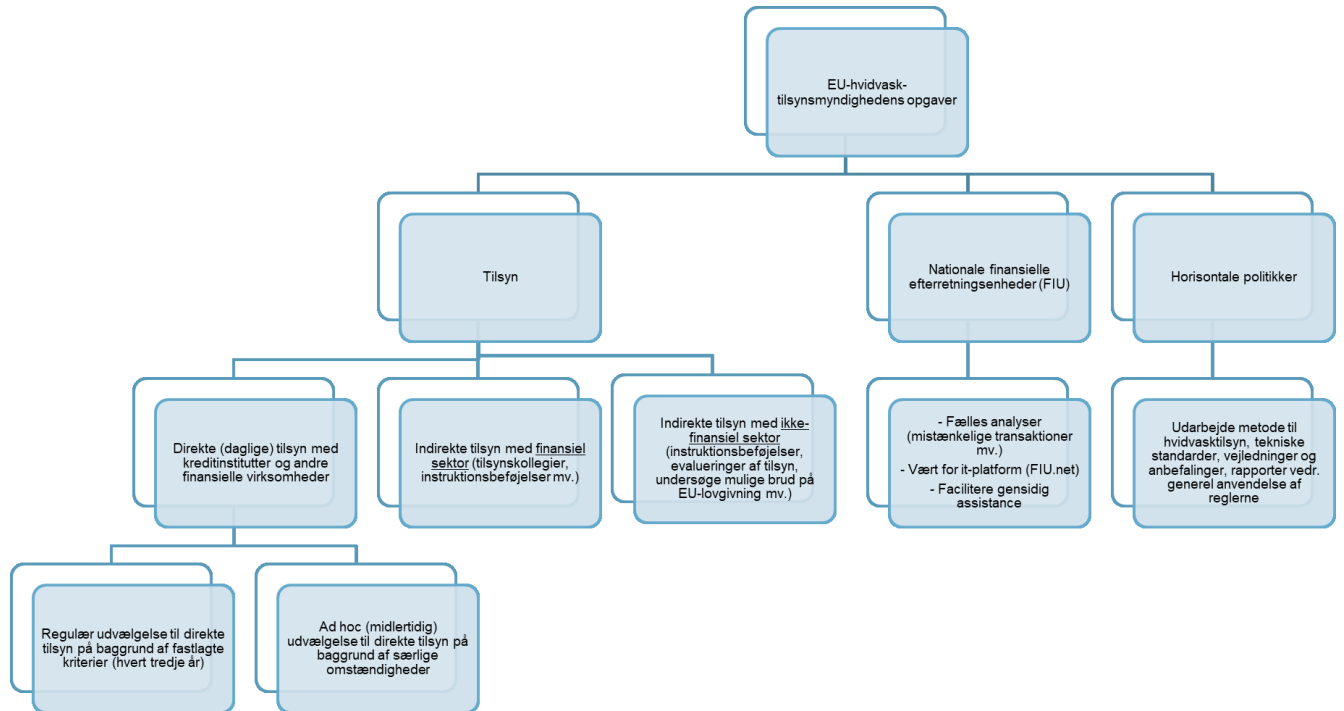 EU-hvidvask-
tilsynsmyndighedens opgaver
Tilsyn
Nationale finansielle
efterretningsenheder (FIU)
Horisontale politikker
Direkte (daglige) tilsyn med
kreditinstitutter og andre
finansielle virksomheder
Indirekte tilsyn med finansiel
sektor (tilsynskollegier,
instruktionsbeføjelser mv.)
Indirekte tilsyn med ikke-
finansiel sektor
(instruktionsbeføjelser,
evalueringer af tilsyn,
undersøge mulige brud på
EU-lovgivning mv.)
- Fælles analyser
(mistænkelige transaktioner
mv.)
- Vært for it-platform (FIU.net)
- Facilitere gensidig
assistance
Udarbejde metode til
hvidvasktilsyn, tekniske
standarder, vejledninger og
anbefalinger, rapporter vedr.
generel anvendelse af
reglerne
Regulær udvælgelse til direkte
tilsyn på baggrund af fastlagte
kriterier (hvert tredje år)
Ad hoc (midlertidig)
udvælgelse til direkte tilsyn på
baggrund af særlige
omstændigheder